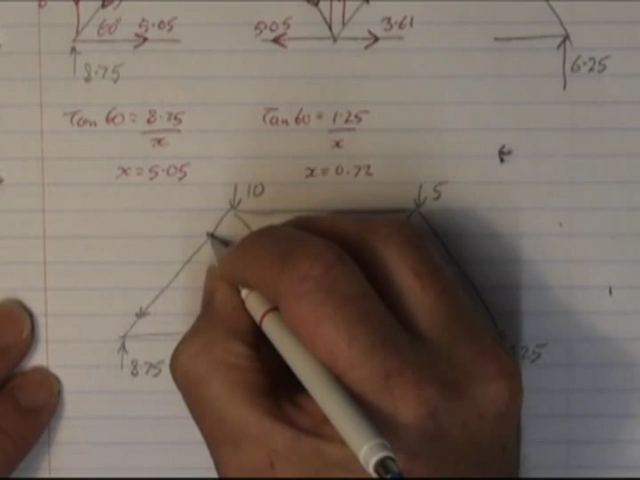 60° 5.05
5.05 3.61
8.75
6.25
Tan 60 = 8.75
x
Tan 60 = 1.25
x
x = 5.05
x = 0.72
10
5
8.75